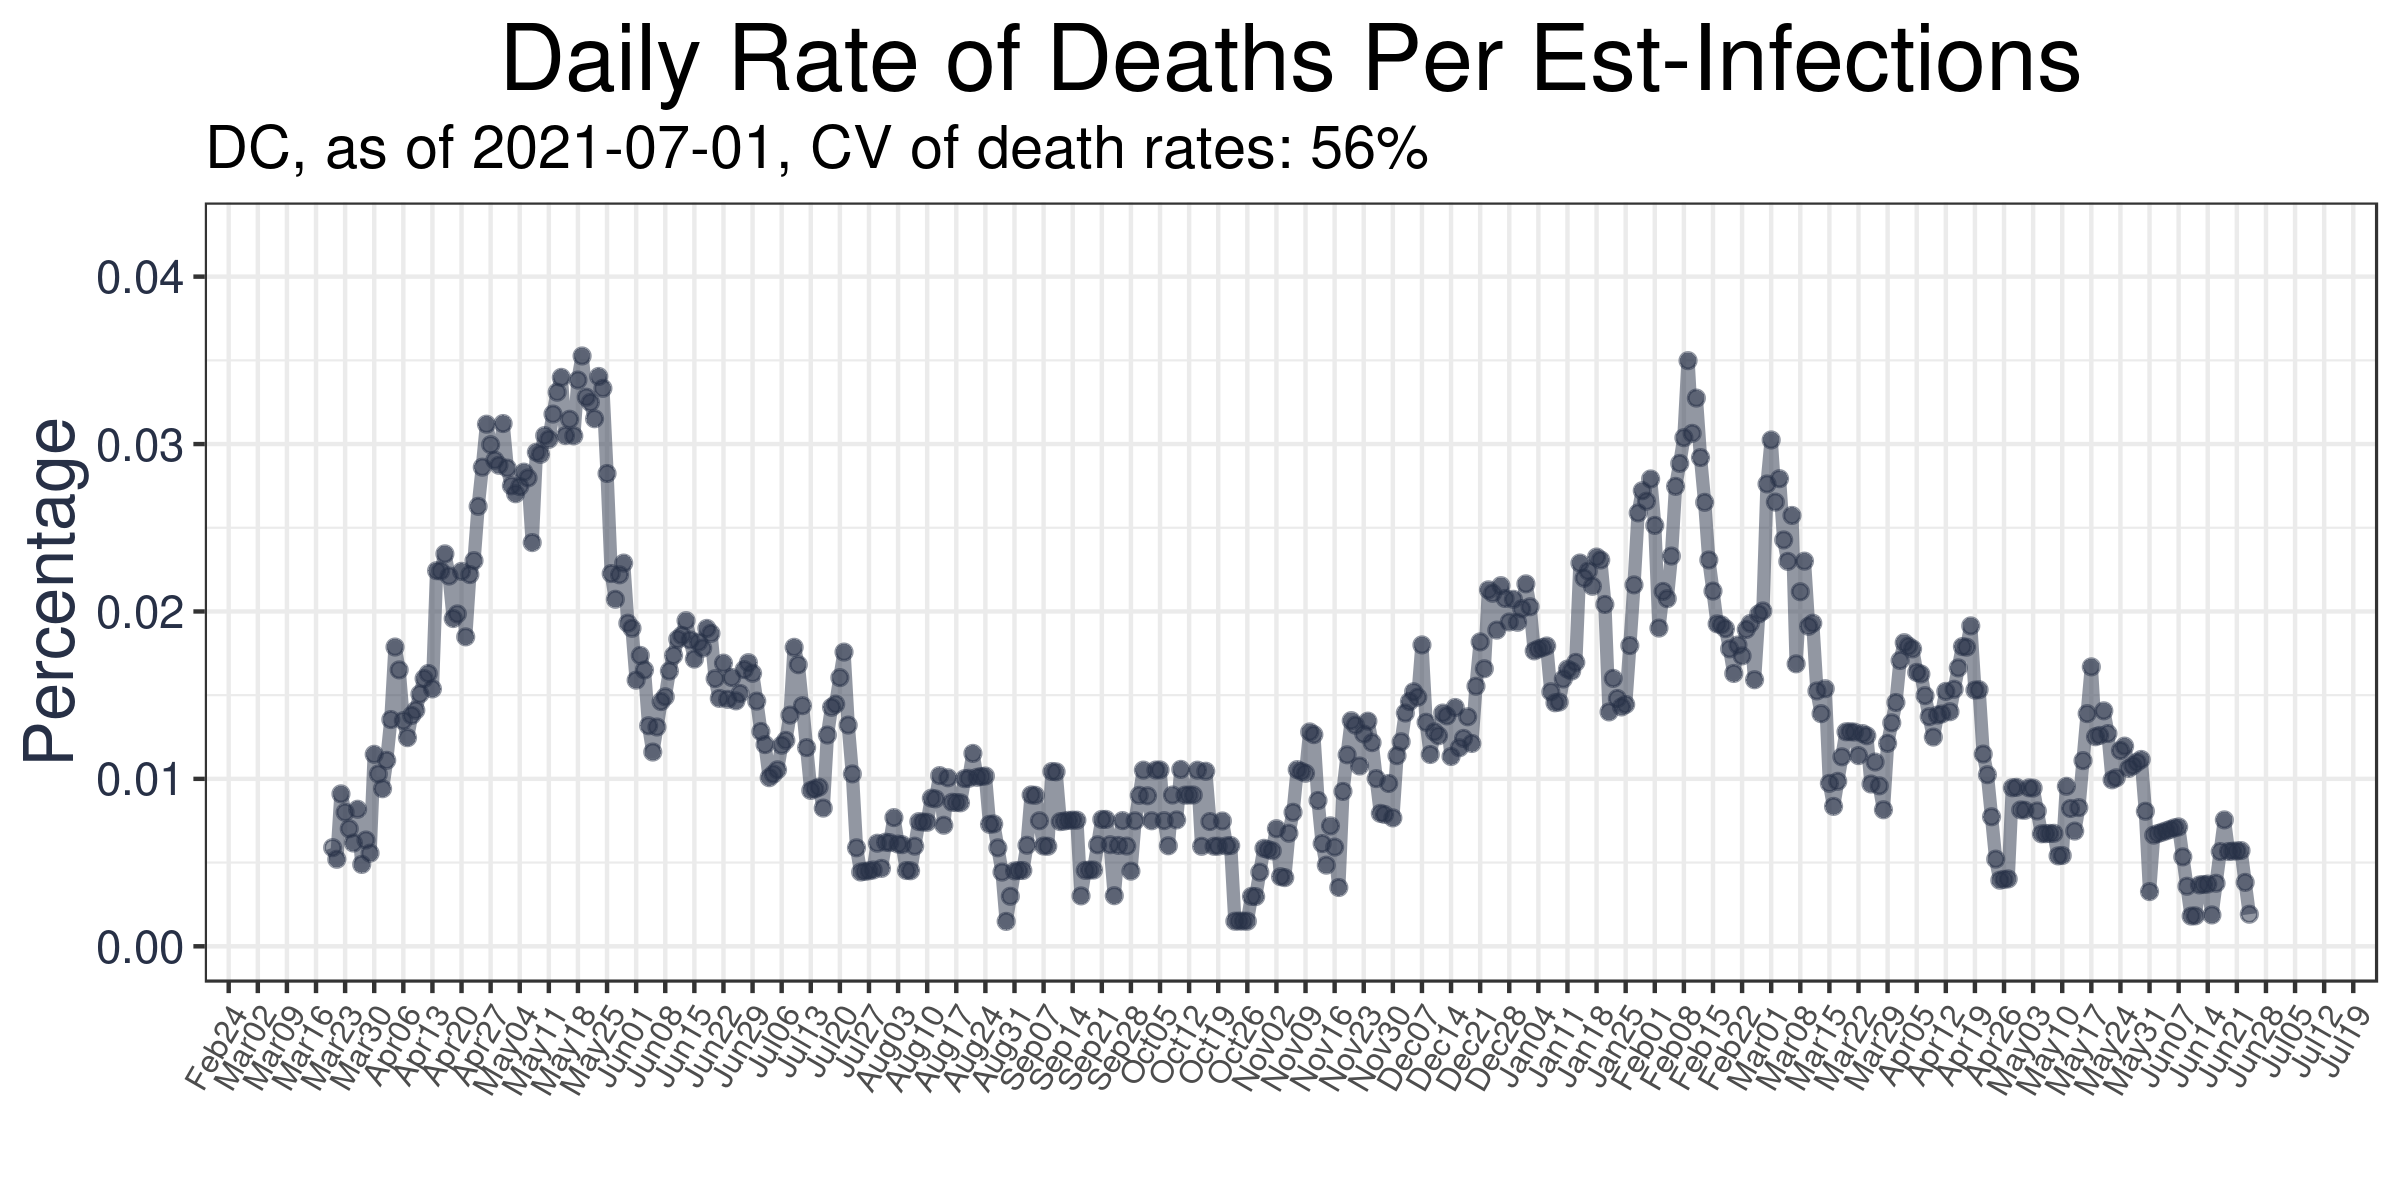 Daily Rate of Deaths Per Est-Infections
DC, as of 2021-07-01, CV of death rates: 56%
Percentage
0.04
0.03
0.02
0.01
0.00
Feb24 Mar02 Mar09 Mar16 Mar23 Mar30 Apr06 Apr13 Apr20 Apr27 May04 May11 May18 May25 Jun01 Jun08 Jun15 Jun22 Jun29 Jul06 Jul13 Jul20 Jul27 Aug03 Aug10 Aug17 Aug24 Aug31 Sep07 Sep14 Sep21 Sep28 Oct05 Oct12 Oct19 Oct26 Nov02 Nov09 Nov16 Nov23 Nov30 Dec07 Dec14 Dec21 Dec28 Jan04 Jan11 Jan18 Jan25 Feb01 Feb08 Feb15 Feb22 Mar01 Mar08 Mar15 Mar22 Mar29 Apr05 Apr12 Apr19 Apr26 May03 May10 May17 May24 May31 Jun07 Jun14 Jun21 Jun28 Jul05 Jul12 Jul19